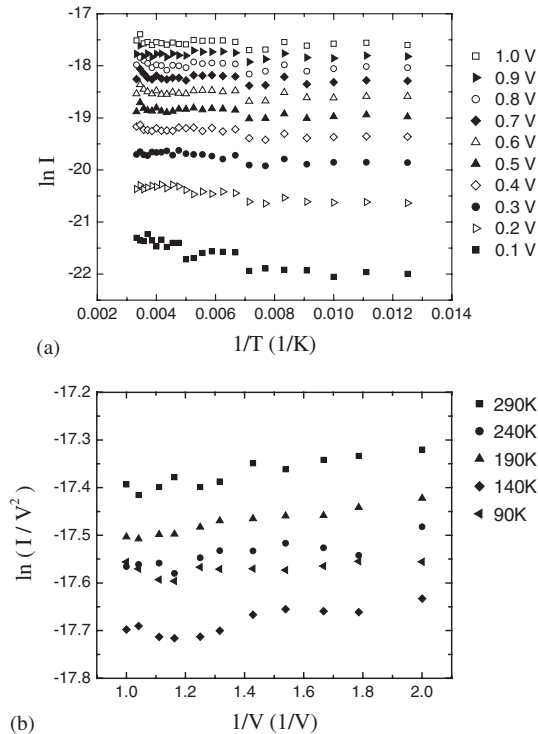 -17
-18
-19
-20
-21
-22
ln I
0.002 0.004 0.006 0.008 0.010 0.012 0.014
1/T (1/K)
(a)
1.0 V
0.9 V
0.8 V
0.7 V
0.6 V
0.5 V
0.4 V
0.3 V
0.2 V
0.1 V
-17.2
-17.3
-17.4
-17.5
-17.6
-17.7
-17.8
ln ( I / V²)
1.0 1.2 1.4 1.6 1.8 2.0
1/V (1/V)
(b)
290K
240K
190K
140K
90K